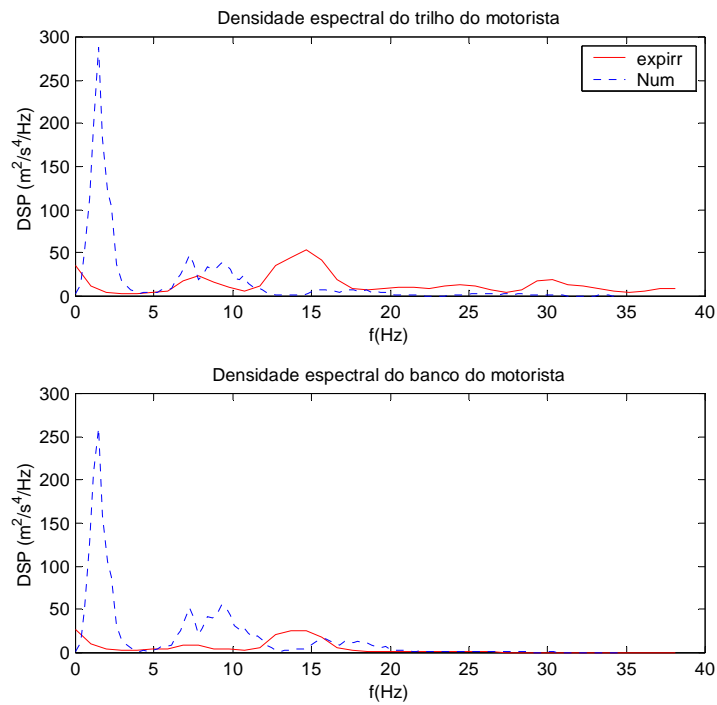 Densidade espectral do trilho do motorista
300
250
200
150
100
50
0
DSP (m²/s⁴/Hz)
expirr
Num
0 5 10 15 20 25 30 35 40
f(Hz)
Densidade espectral do banco do motorista
300
250
200
150
100
50
0
DSP (m²/s⁴/Hz)
0 5 10 15 20 25 30 35 40
f(Hz)